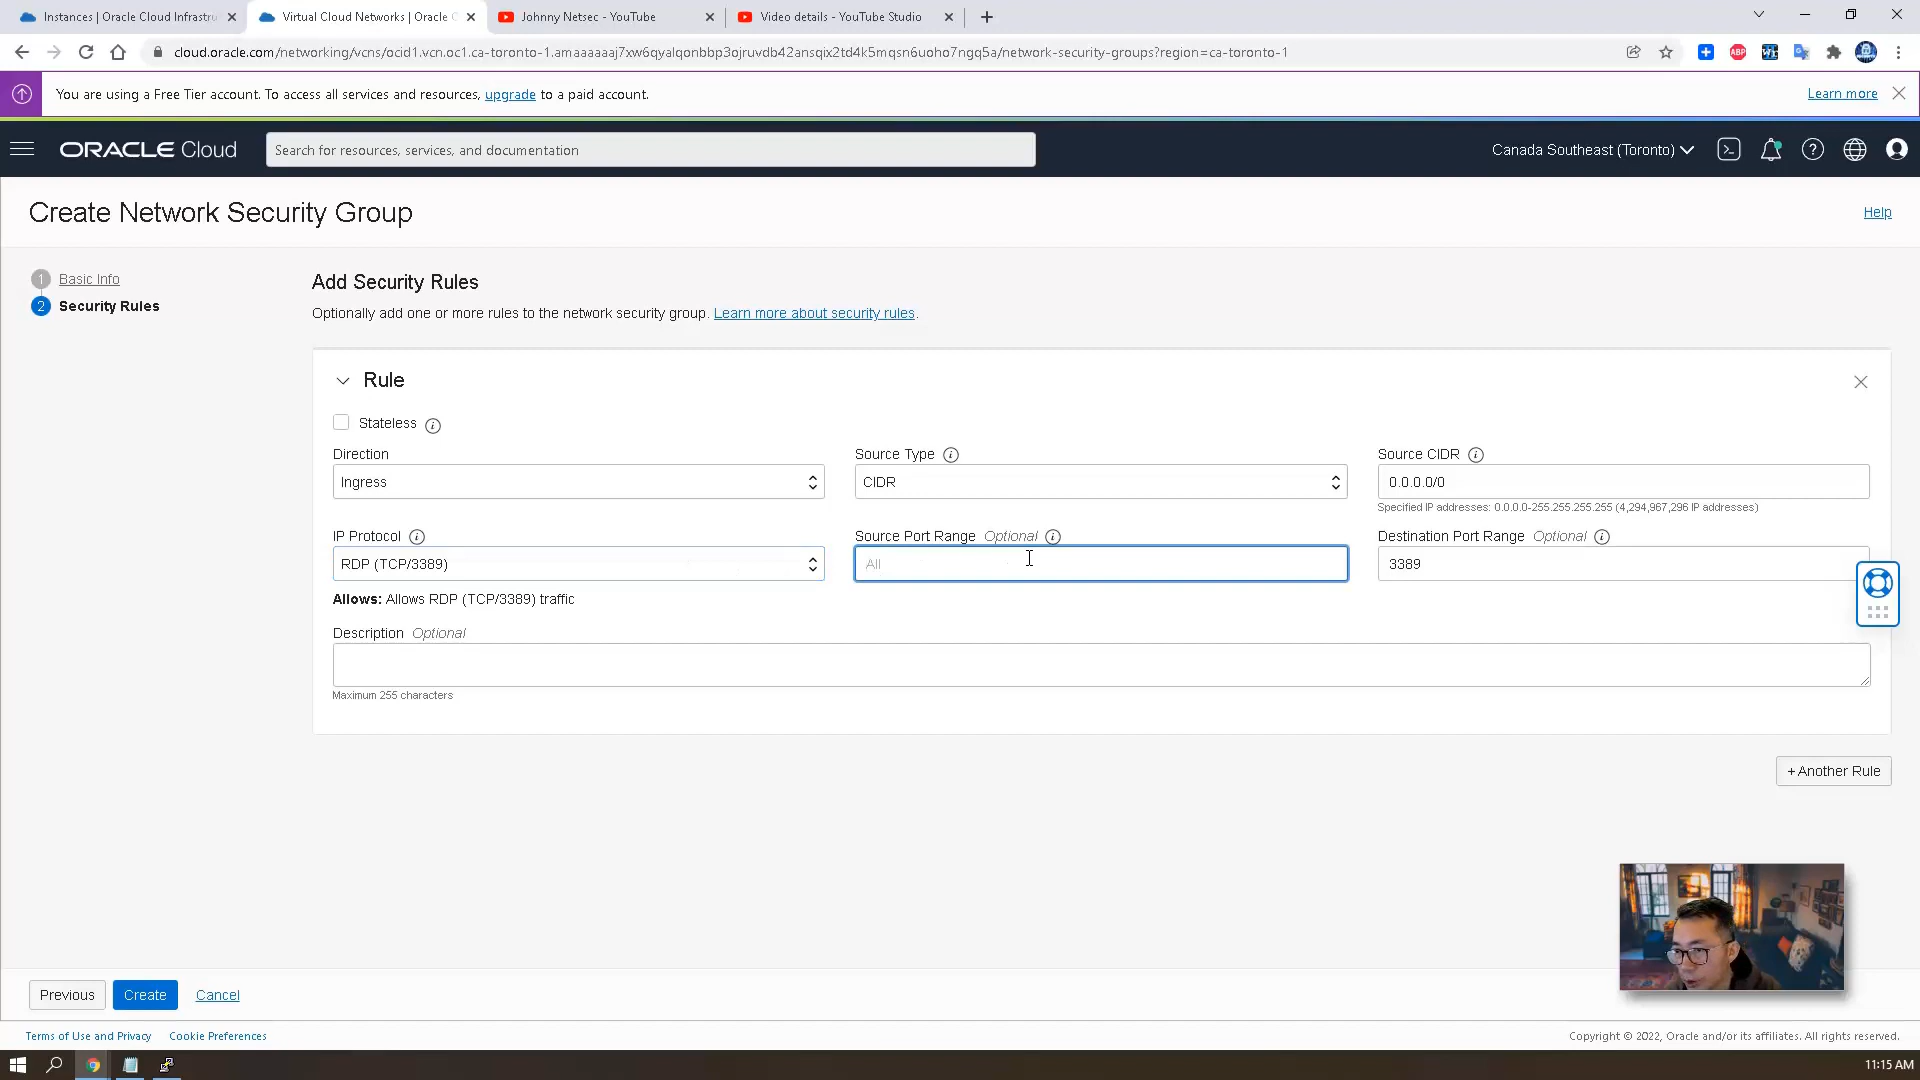 Instances | Oracle Cloud Infrastru
Virtual Cloud Networks | Oracle C
Johnny Netsec - YouTube
Video details - YouTube Studio
cloud.oracle.com/networking/vcns/ocid1.vcn.oc1.ca-toronto-1.amaaaaaaj7xw6qyalqonbbp3ojruvdb42ansqix2td4k5mqsn6uoho7ngq5a/network-security-groups?region=ca-toronto-1
ABP
You are using a Free Tier account. To access all services and resources, upgrade to a paid account.
Learn more
ORACLE Cloud
Search for resources, services, and documentation
Canada Southeast (Toronto)
Create Network Security Group
Help
1 Basic Info
2 Security Rules
Add Security Rules
Optionally add one or more rules to the network security group. Learn more about security rules.
Rule
Stateless
Direction
Ingress
Source Type
CIDR
Source CIDR
0.0.0.0/0
Specified IP addresses: 0.0.0.0-255.255.255.255 (4,294,967,296 IP addresses)
IP Protocol
RDP (TCP/3389)
Source Port Range Optional
All
Destination Port Range Optional
3389
Allows: Allows RDP (TCP/3389) traffic
Description Optional
Maximum 255 characters
+Another Rule
Previous
Create
Cancel
Terms of Use and Privacy
Cookie Preferences
Copyright © 2022, Oracle and/or its affiliates. All rights reserved.
11:15 AM